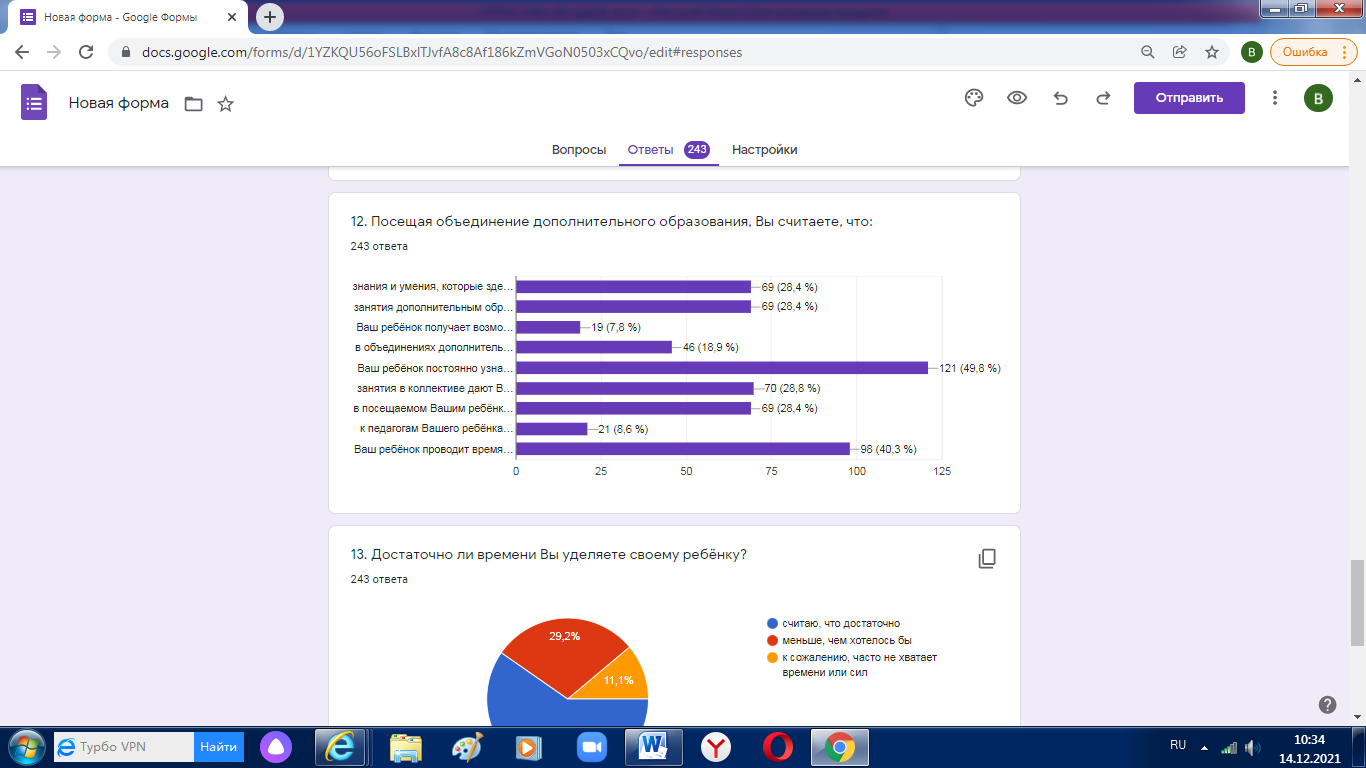 Новая форма - Google Формы
docs.google.com/forms/d/1YZKQU56oFSLBxITJvfA8c8Af186kZmVGoN0503xCQvo/edit#responses
В
Ошибка
Новая форма
Отправить
В
Вопросы
Ответы 243
Настройки
12. Посещая объединение дополнительного образования, Вы считаете, что:
243 ответа
знания и умения, которые зде... 69 (28,4 %)
занятия дополнительным обр... 69 (28,4 %)
Ваш ребёнок получает возмо... 19 (7,8 %)
в объединениях дополнитель... 46 (18,9 %)
Ваш ребёнок постоянно узна... 121 (49,8 %)
занятия в коллективе дают В... 70 (28,8 %)
в посещаемом Вашим ребёнк... 69 (28,4 %)
к педагогам Вашего ребёнка... 21 (8,6 %)
Ваш ребёнок проводит время... 98 (40,3 %)
0 25 50 75 100 125
13. Достаточно ли времени Вы уделяете своему ребёнку?
243 ответа
29,2%
11,1%
считаю, что достаточно
меньше, чем хотелось бы
к сожалению, часто не хватает
времени или сил
Турбо VPN
Найти
RU
10:34
14.12.2021